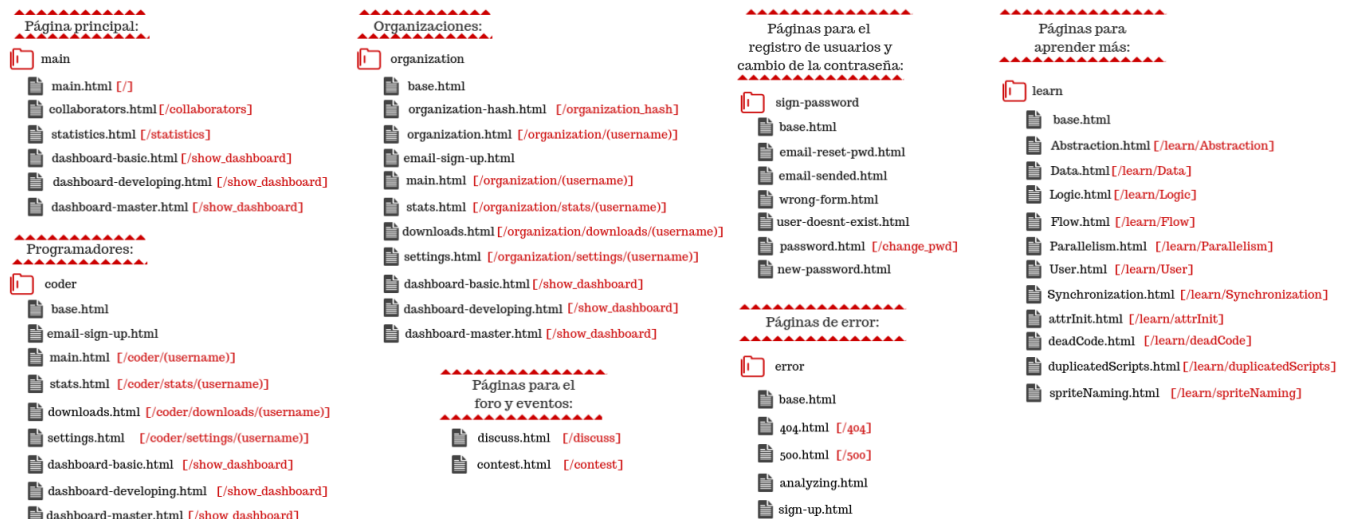 Página principal:
main
main.html [/]
collaborators.html [/collaborators]
statistics.html [/statistics]
dashboard-basic.html [/show_dashboard]
dashboard-developing.html [/show_dashboard]
dashboard-master.html [/show_dashboard]
Programadores:
coder
base.html
email-sign-up.html
main.html [/coder/(username)]
stats.html [/coder/stats/(username)]
downloads.html [/coder/downloads/(username)]
settings.html [/coder/settings/(username)]
dashboard-basic.html [/show_dashboard]
dashboard-developing.html [/show_dashboard]
dashboard-master.html [/show_dashboard]
Organizaciones:
organization
base.html
organization-hash.html [/organization_hash]
organization.html [/organization/(username)]
email-sign-up.html
main.html [/organization/(username)]
stats.html [/organization/stats/(username)]
downloads.html [/organization/downloads/(username)]
settings.html [/organization/settings/(username)]
dashboard-basic.html [/show_dashboard]
dashboard-developing.html [/show_dashboard]
dashboard-master.html [/show_dashboard]
Páginas para el
foro y eventos:
discuss.html [/discuss]
contest.html [/contest]
Páginas para el
registro de usuarios y
cambio de la contraseña:
sign-password
base.html
email-reset-pwd.html
email-sended.html
wrong-form.html
user-doesnt-exist.html
password.html [/change_pwd]
new-password.html
Páginas de error:
error
base.html
404.html [/404]
500.html [/500]
analyzing.html
sign-up.html
Páginas para
aprender más:
learn
base.html
Abstraction.html [/learn/Abstraction]
Data.html [/learn/Data]
Logic.html [/learn/Logic]
Flow.html [/learn/Flow]
Parallelism.html [/learn/Parallelism]
User.html [/learn/User]
Synchronization.html [/learn/Synchronization]
attrInit.html [/learn/attrInit]
deadCode.html [/learn/deadCode]
duplicatedScripts.html [/learn/duplicatedScripts]
spriteNaming.html [/learn/spriteNaming]